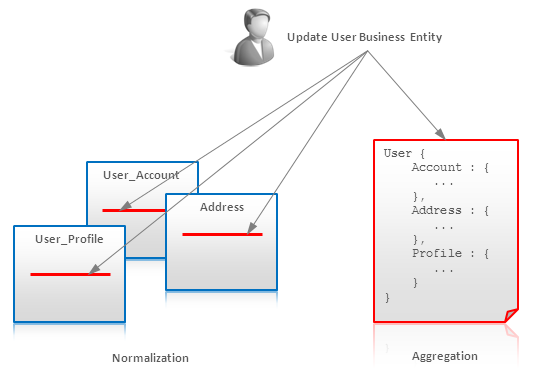 Update User Business Entity
User_Account
Address
User_Profile
User {
Account : {
...
},
Address : {
...
},
Profile : {
...
}
}
Normalization
Aggregation